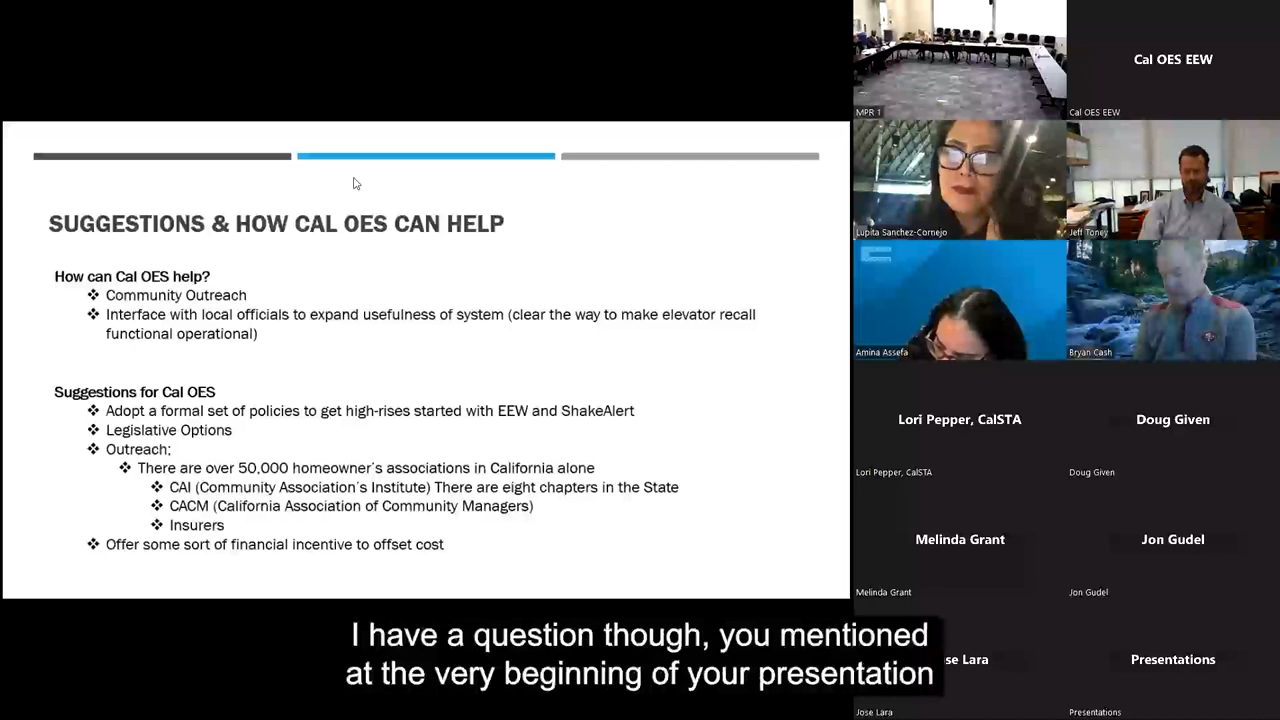 SUGGESTIONS & HOW CAL OES CAN HELP
How can Cal OES help?
❖ Community Outreach
❖ Interface with local officials to expand usefulness of system (clear the way to make elevator recall
functional operational)
Suggestions for Cal OES
❖ Adopt a formal set of policies to get high-rises started with EEW and ShakeAlert
❖ Legislative Options
❖ Outreach;
❖ There are over 50,000 homeowner's associations in California alone
❖ CAI (Community Association's Institute) There are eight chapters in the State
❖ CACM (California Association of Community Managers)
❖ Insurers
❖ Offer some sort of financial incentive to offset cost
I have a question though, you mentioned
at the very beginning of your presentation
MPR 1
Cal OES EEW
Cal OES EEW
Lupita Sanchez-Cornejo
Jeff Toney
Amina Assefa
Bryan Cash
Lori Pepper, CalSTA
Lori Pepper, CalSTA
Doug Given
Doug Given
Melinda Grant
Melinda Grant
Jon Gudel
Jon Gudel
se Lara
Jose Lara
Presentations
Presentations